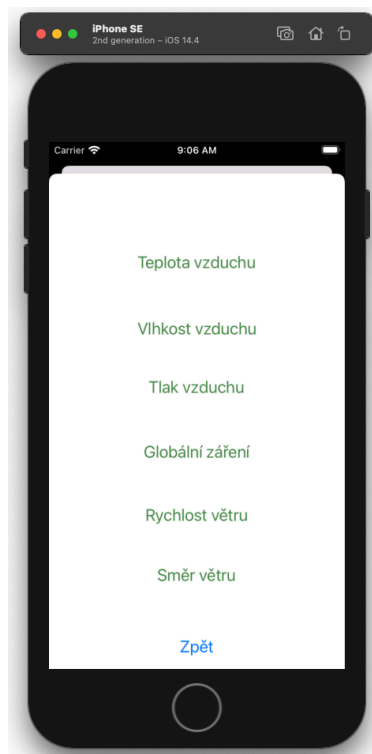 iPhone SE
2nd generation – iOS 14.4
Carrier
9:06 AM
Teplota vzduchu
Vlhkost vzduchu
Tlak vzduchu
Globální záření
Rychlost větru
Směr větru
Zpět